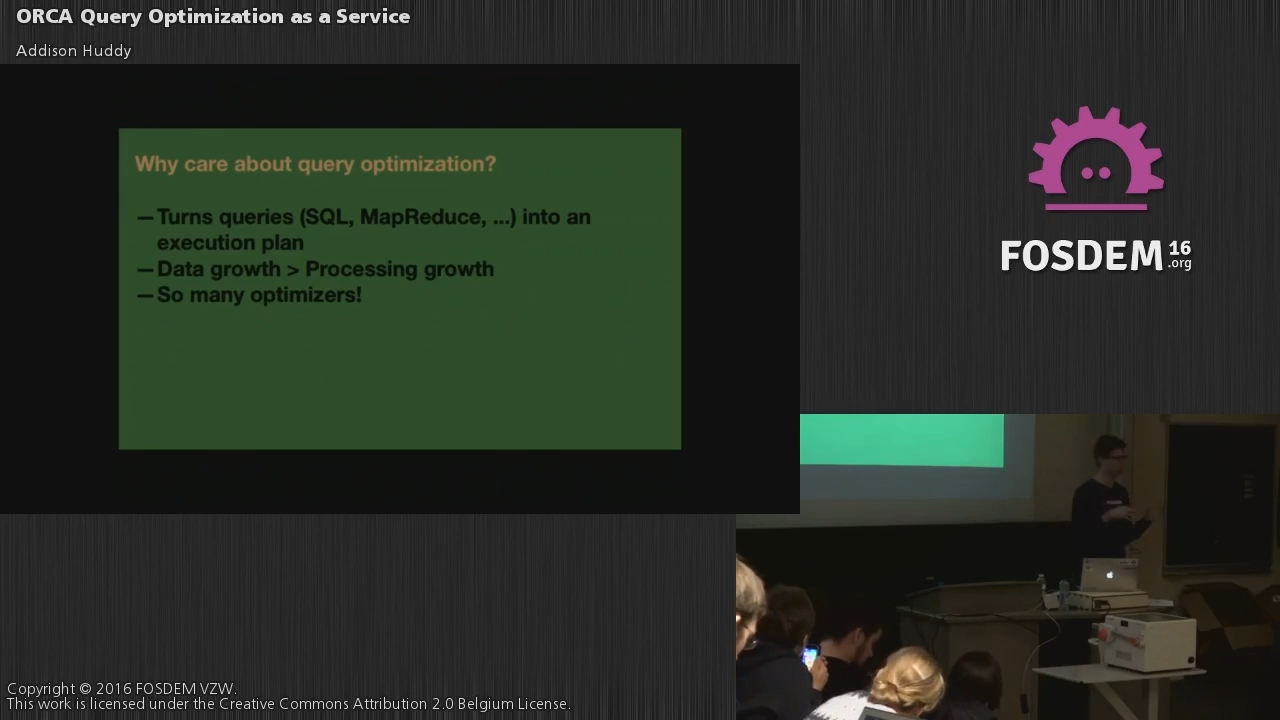 ORCA Query Optimization as a Service
Addison Huddy
Why care about query optimization?
—Turns queries (SQL, MapReduce, ...) into an
execution plan
—Data growth > Processing growth
—So many optimizers!
FOSDEM 16
.org
Copyright © 2016 FOSDEM VZW.
This work is licensed under the Creative Commons Attribution 2.0 Belgium License.